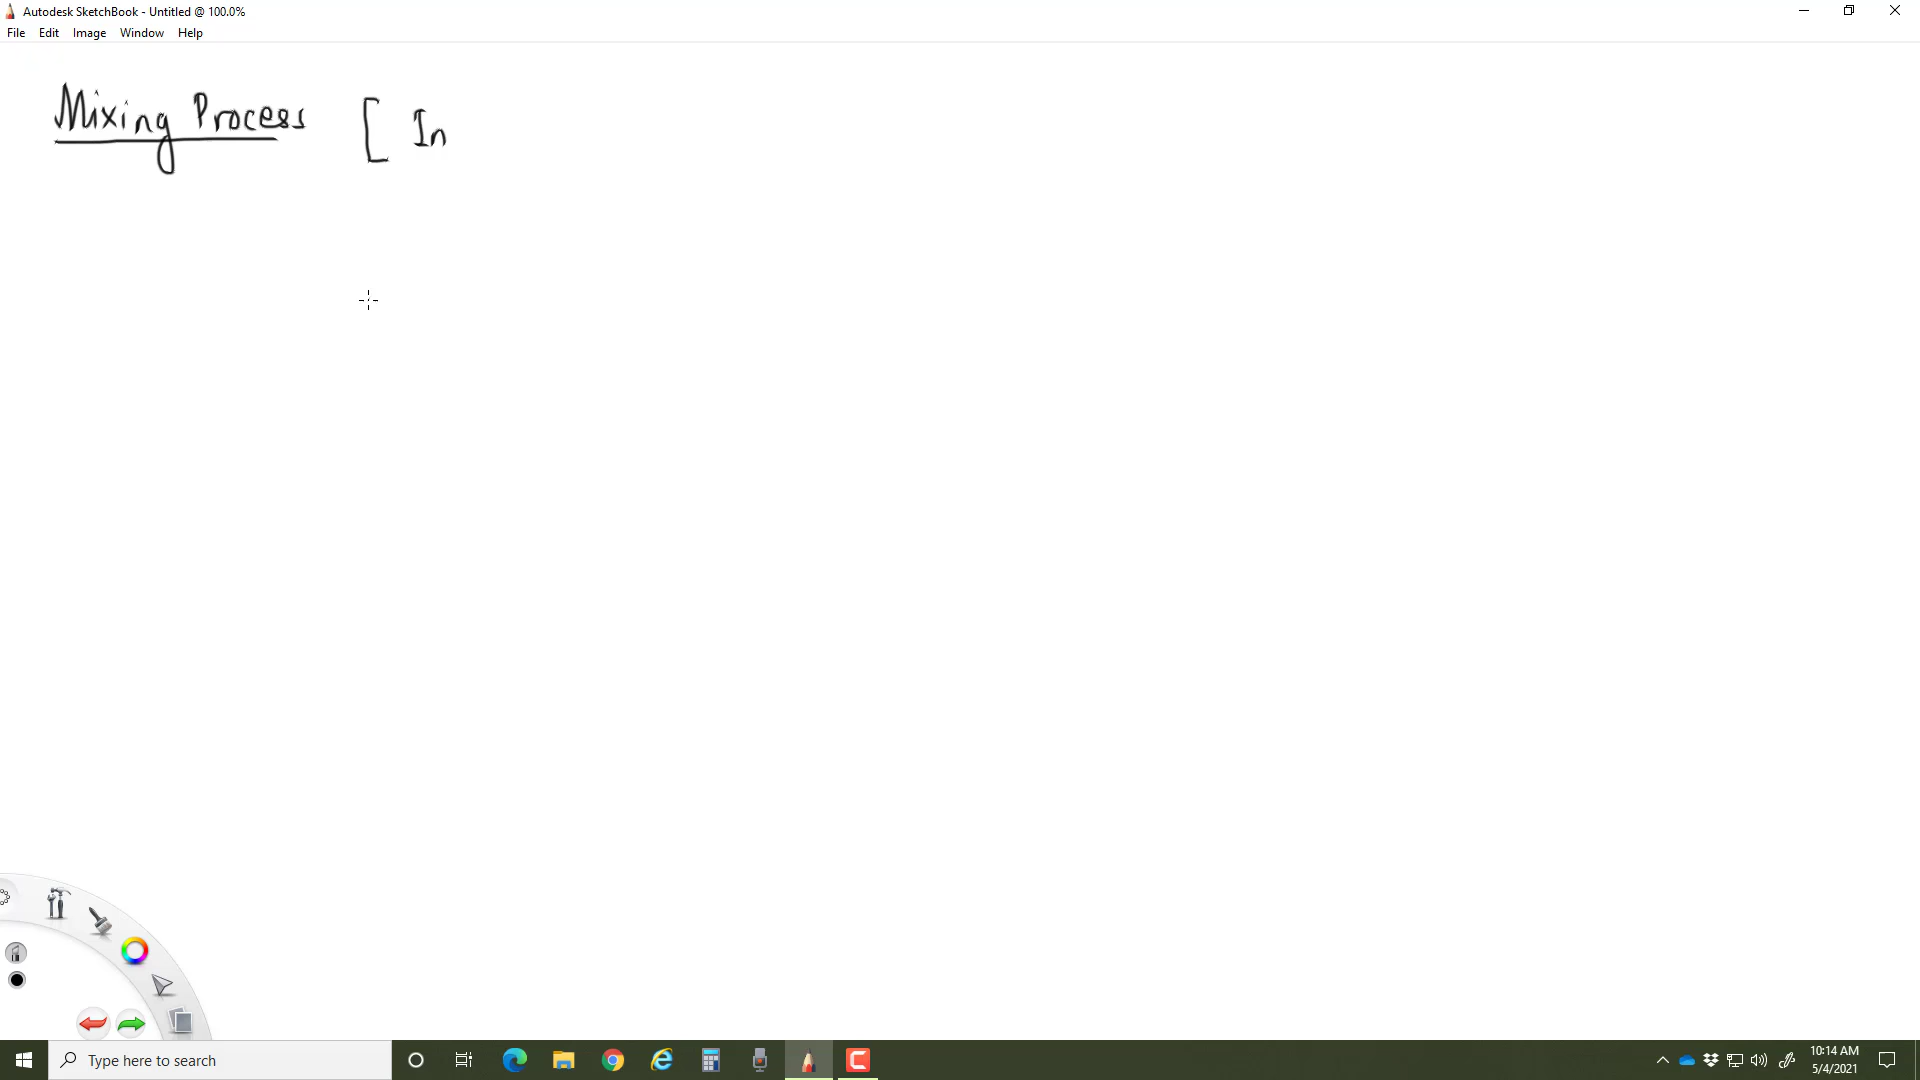 Autodesk SketchBook - Untitled @ 100.0%
File Edit Image Window Help
Mixing Process [ In
Type here to search
10:14 AM
5/4/2021